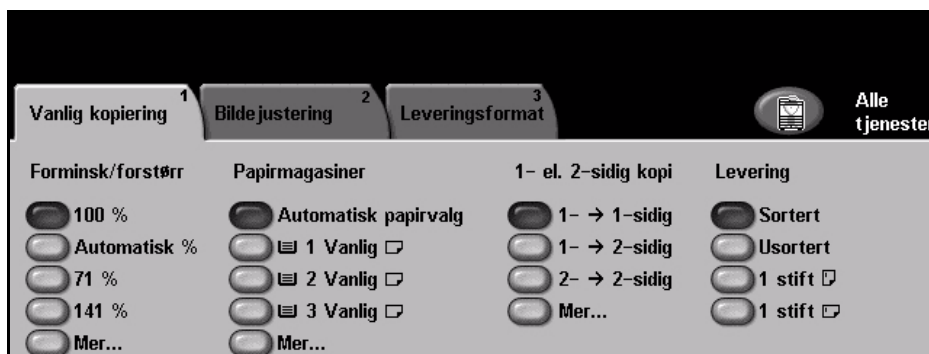 Vanlig kopiering 1
Bildejustering 2
Leveringsformat 3
Alle
tjenester
Forminsk/forstørr
100 %
Automatisk %
71 %
141 %
Mer...
Papirmagasiner
Automatisk papirvalg
1 Vanlig
2 Vanlig
3 Vanlig
Mer...
1- el. 2-sidig kopi
1- → 1-sidig
1- → 2-sidig
2- → 2-sidig
Mer...
Levering
Sortert
Usortert
1 stift
1 stift